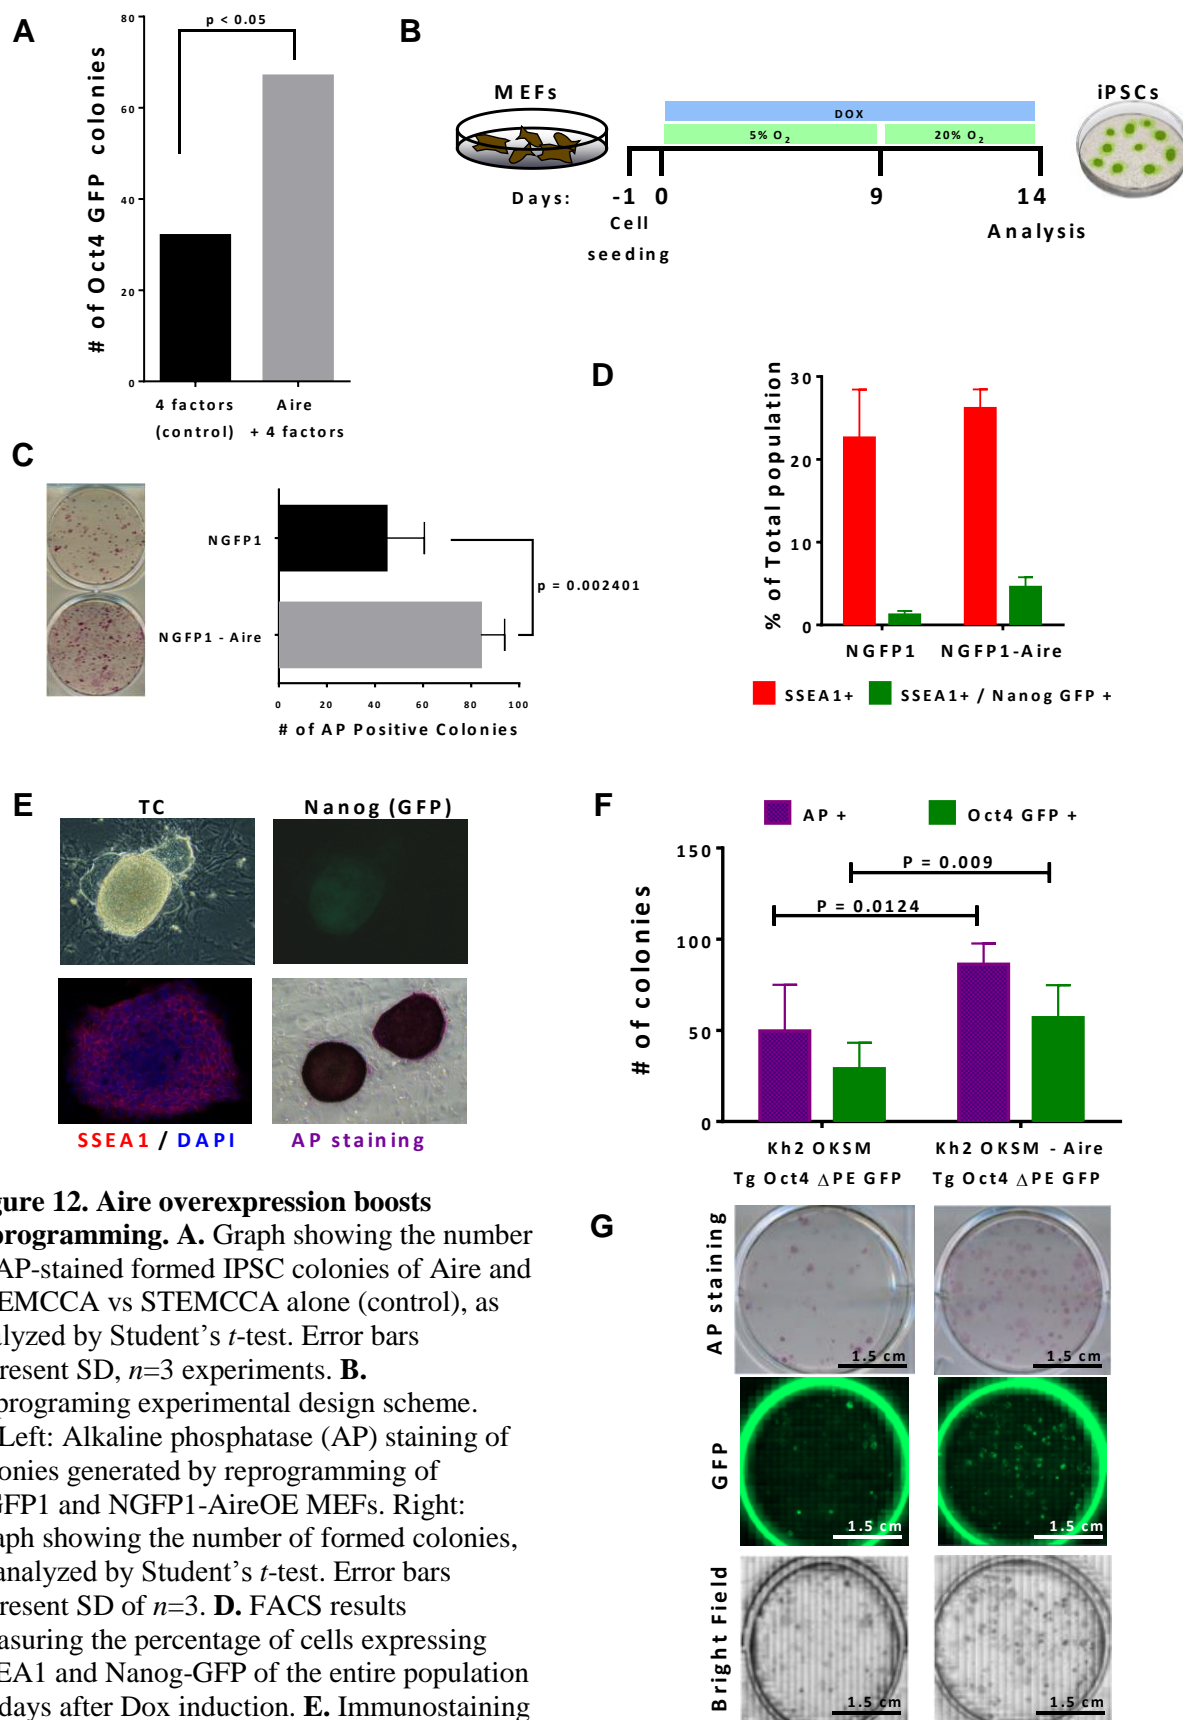 A
p < 0.05
# of Oct4 GFP colonies
80
60
40
20
0
4 factors
(control)
Aire
+ 4 factors
B
MEFs
iPSCs
DOX
5% O2
20% O2
Days:
-1
0
9
14
Cell
seeding
Analysis
C
NGFP1
NGFP1 - Aire
p = 0.002401
0
20
40
60
80
100
# of AP Positive Colonies
D
% of Total population
30
20
10
0
NGFP1
NGFP1-Aire
SSEA1+
SSEA1+ / Nanog GFP +
E
TC
Nanog (GFP)
SSEA1 / DAPI
AP staining
F
AP +
Oct4 GFP +
# of colonies
150
100
50
0
P = 0.009
P = 0.0124
Kh2 OKSM
Tg Oct4 △PE GFP
Kh2 OKSM - Aire
Tg Oct4 △PE GFP
gure 12. Aire overexpression boosts
programming. A. Graph showing the number
AP-stained formed IPSC colonies of Aire and
EMCCA vs STEMCCA alone (control), as
alyzed by Student's t-test. Error bars
present SD, n=3 experiments. B.
programing experimental design scheme.
Left: Alkaline phosphatase (AP) staining of
onies generated by reprogramming of
GFP1 and NGFP1-AireOE MEFs. Right:
aph showing the number of formed colonies,
analyzed by Student's t-test. Error bars
present SD of n=3. D. FACS results
asuring the percentage of cells expressing
EA1 and Nanog-GFP of the entire population
days after Dox induction. E. Immunostaining
G
AP staining
1.5 cm
1.5 cm
GFP
1.5 cm
1.5 cm
Bright Field
1.5 cm
1.5 cm